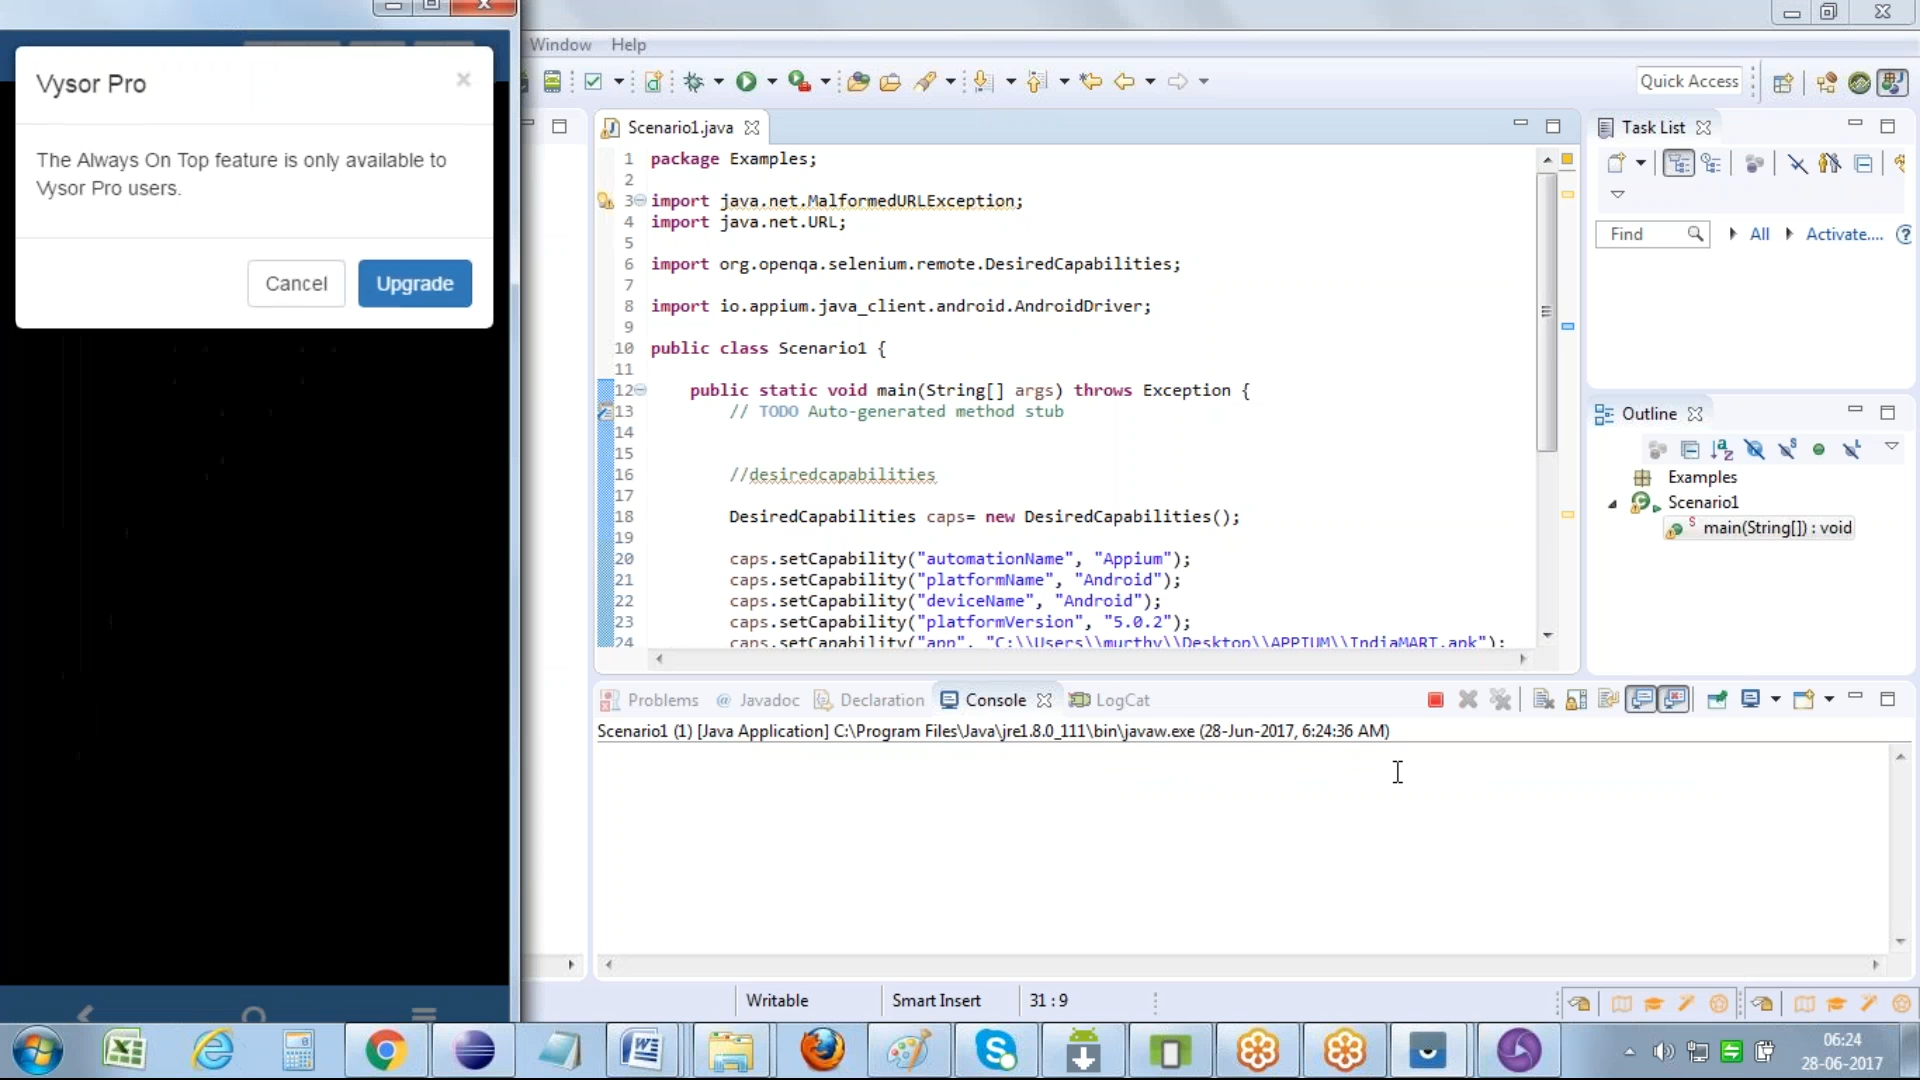 Vysor Pro
×
The Always On Top feature is only available to
Vysor Pro users.
Cancel
Upgrade
Window Help
Quick Access
Scenario1.java
1 package Examples;
2
3 import java.net.MalformedURLException;
4 import java.net.URL;
5
6 import org.openqa.selenium.remote.DesiredCapabilities;
7
8 import io.appium.java_client.android.AndroidDriver;
9
10 public class Scenario1 {
11
12 public static void main(String[] args) throws Exception {
13 // TODO Auto-generated method stub
14
15
16 //desiredcapabilities
17
18 DesiredCapabilities caps= new DesiredCapabilities();
19
20 caps.setCapability("automationName", "Appium");
21 caps.setCapability("platformName", "Android");
22 caps.setCapability("deviceName", "Android");
23 caps.setCapability("platformVersion", "5.0.2");
24 caps.setCapability("app", "C:\\Users\\murthy\\Desktop\\APPIUM\\IndiaMART.apk");
Task List
Find
All
Activate....
Outline
Examples
Scenario1
main(String[]) : void
Problems @ Javadoc Declaration Console LogCat
Scenario1 (1) [Java Application] C:\Program Files\Java\jre1.8.0_111\bin\javaw.exe (28-Jun-2017, 6:24:36 AM)
Writable
Smart Insert
31 : 9
06:24
28-06-2017